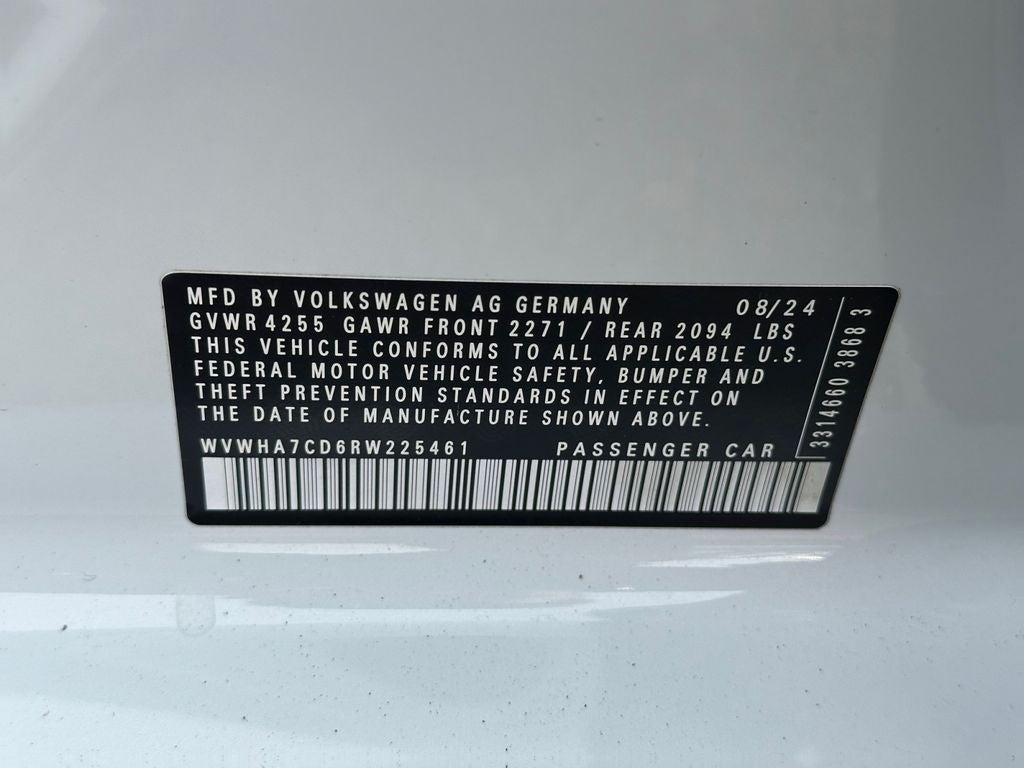 MFD BY VOLKSWAGEN AG GERMANY 08/24
GVWR 4255 GAWR FRONT 2271 / REAR 2094 LBS
THIS VEHICLE CONFORMS TO ALL APPLICABLE U.S.
FEDERAL MOTOR VEHICLE SAFETY, BUMPER AND
THEFT PREVENTION STANDARDS IN EFFECT ON
THE DATE OF MANUFACTURE SHOWN ABOVE.
WVWHA7CD6RW225461 PASSENGER CAR
3314660 3868 3